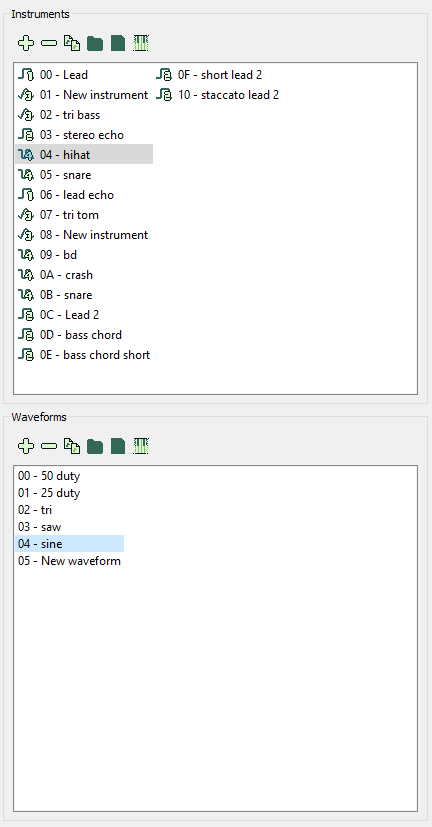 Instruments
00 - Lead
01 - New instrument
02 - tri bass
03 - stereo echo
04 - hihat
05 - snare
06 - lead echo
07 - tri tom
08 - New instrument
09 - bd
0A - crash
0B - snare
0C - Lead 2
0D - bass chord
0E - bass chord short
0F - short lead 2
10 - staccato lead 2
Waveforms
00 - 50 duty
01 - 25 duty
02 - tri
03 - saw
04 - sine
05 - New waveform